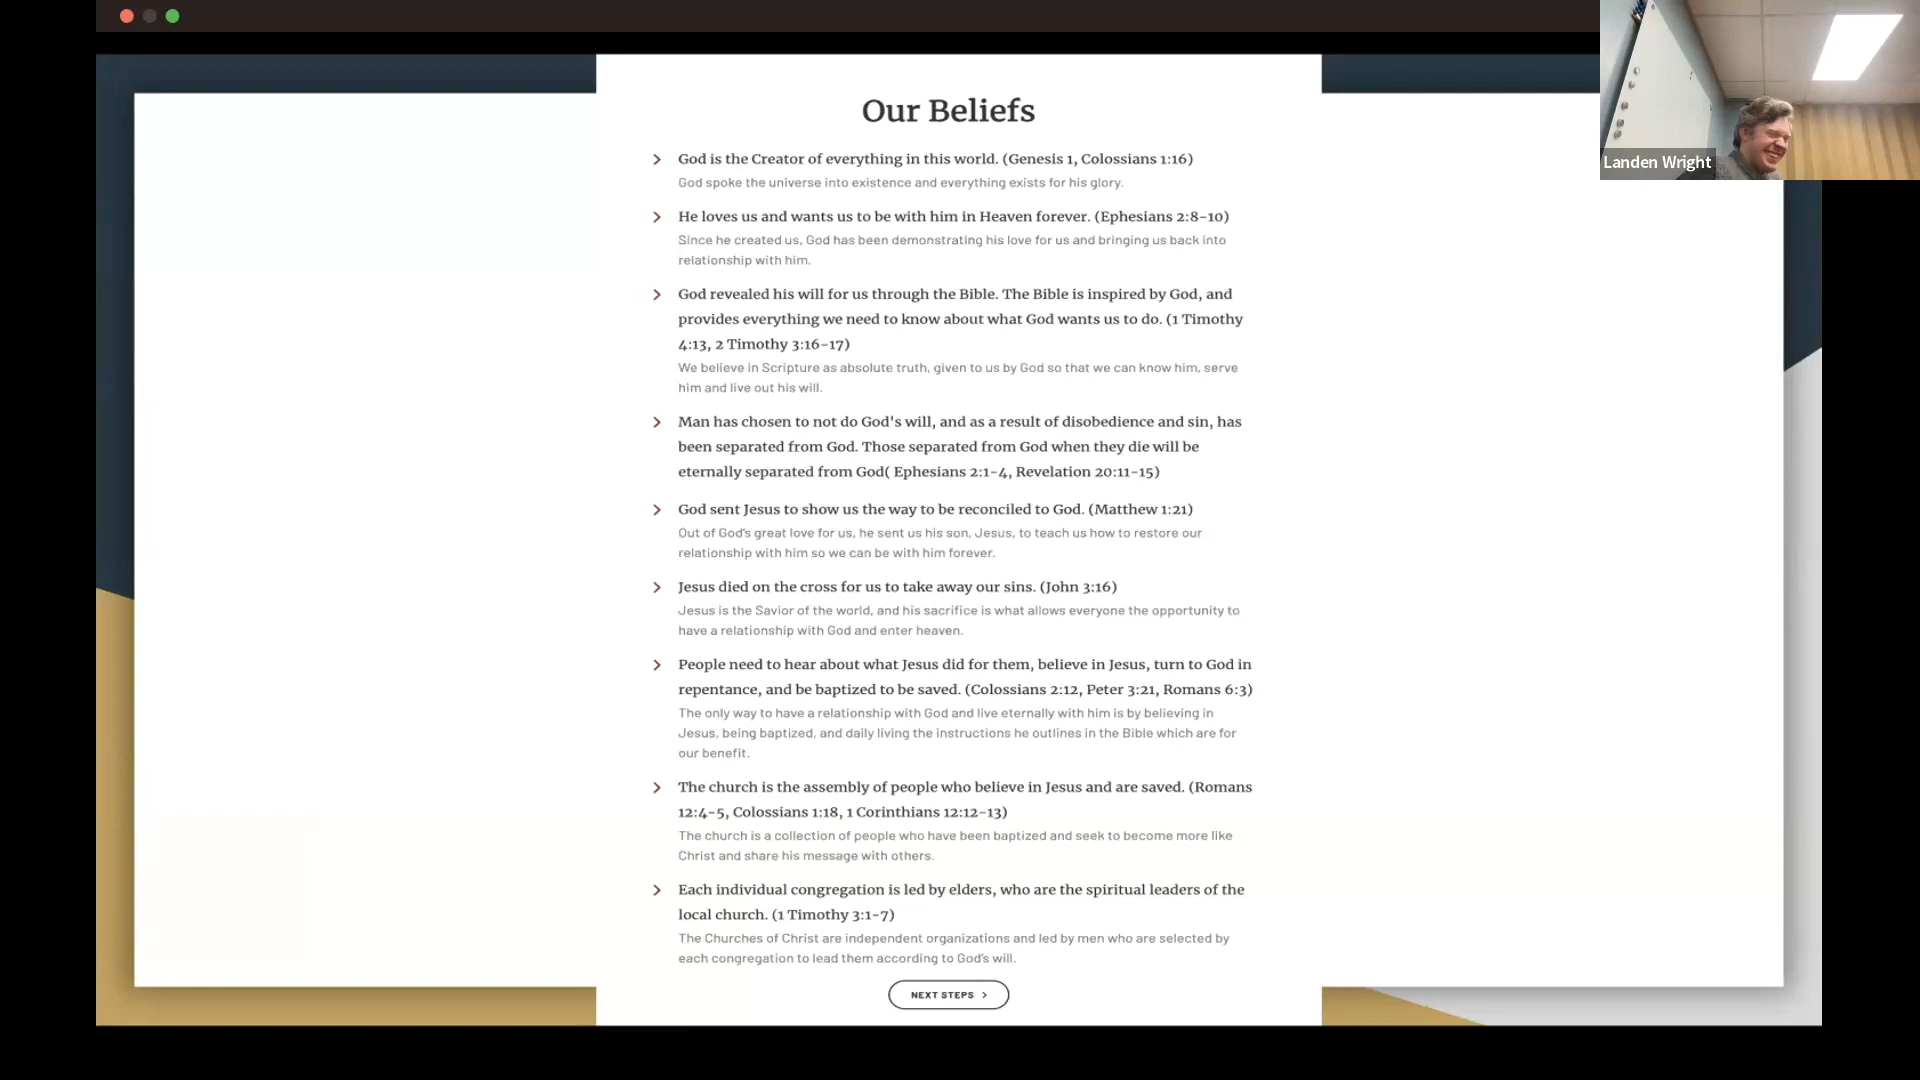 Our Beliefs
God is the Creator of everything in this world. (Genesis 1, Colossians 1:16)
God spoke the universe into existence and everything exists for his glory.
He loves us and wants us to be with him in Heaven forever. (Ephesians 2:8-10)
Since he created us, God has been demonstrating his love for us and bringing us back into
relationship with him.
God revealed his will for us through the Bible. The Bible is inspired by God, and
provides everything we need to know about what God wants us to do. (1 Timothy
4:13, 2 Timothy 3:16-17)
We believe in Scripture as absolute truth, given to us by God so that we can know him, serve
him and live out his will.
Man has chosen to not do God's will, and as a result of disobedience and sin, has
been separated from God. Those separated from God when they die will be
eternally separated from God( Ephesians 2:1-4, Revelation 20:11-15)
God sent Jesus to show us the way to be reconciled to God. (Matthew 1:21)
Out of God's great love for us, he sent us his son, Jesus, to teach us how to restore our
relationship with him so we can be with him forever.
Jesus died on the cross for us to take away our sins. (John 3:16)
Jesus is the Savior of the world, and his sacrifice is what allows everyone the opportunity to
have a relationship with God and enter heaven.
People need to hear about what Jesus did for them, believe in Jesus, turn to God in
repentance, and be baptized to be saved. (Colossians 2:12, Peter 3:21, Romans 6:3)
The only way to have a relationship with God and live eternally with him is by believing in
Jesus, being baptized, and daily living the instructions he outlines in the Bible which are for
our benefit.
The church is the assembly of people who believe in Jesus and are saved. (Romans
12:4-5, Colossians 1:18, 1 Corinthians 12:12-13)
The church is a collection of people who have been baptized and seek to become more like
Christ and share his message with others.
Each individual congregation is led by elders, who are the spiritual leaders of the
local church. (1 Timothy 3:1-7)
The Churches of Christ are independent organizations and led by men who are selected by
each congregation to lead them according to God's will.
NEXT STEPS
Landen Wright